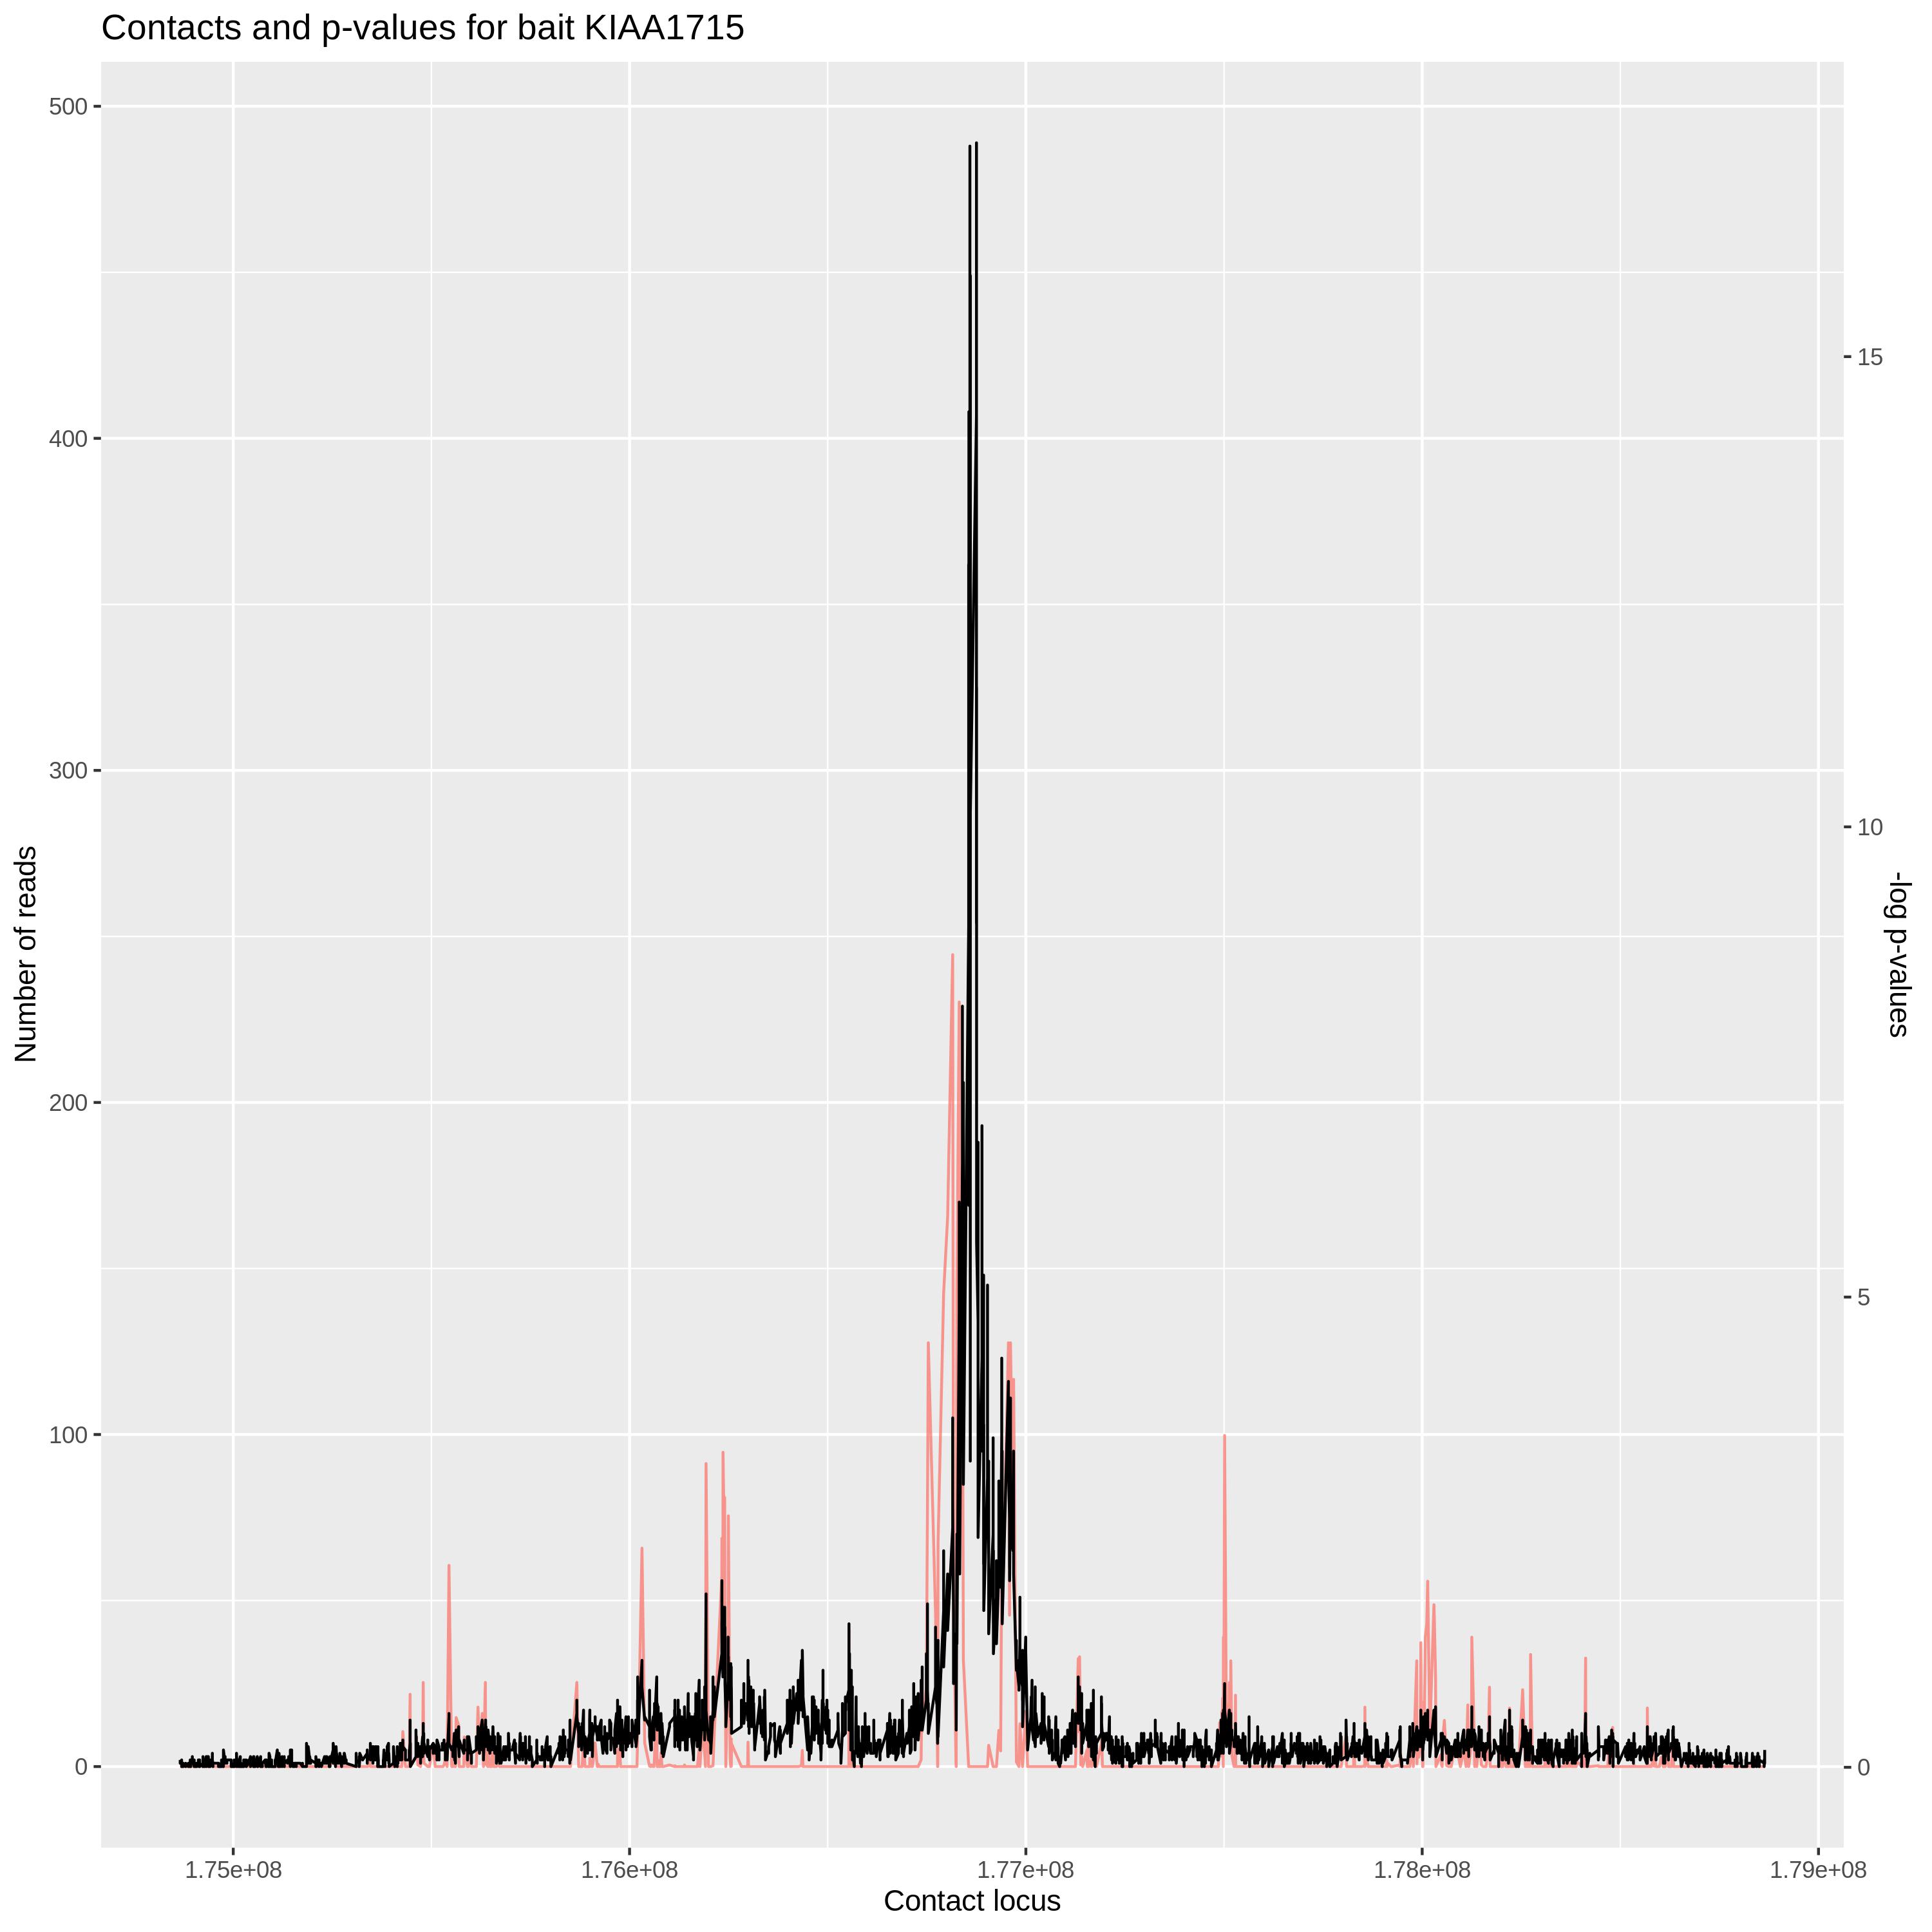 Contacts and p-values for bait KIAA1715
500
400
300
200
100
0
Number of reads
15
10
5
0
-log p-values
1.75e+08
1.76e+08
1.77e+08
1.78e+08
1.79e+08
Contact locus